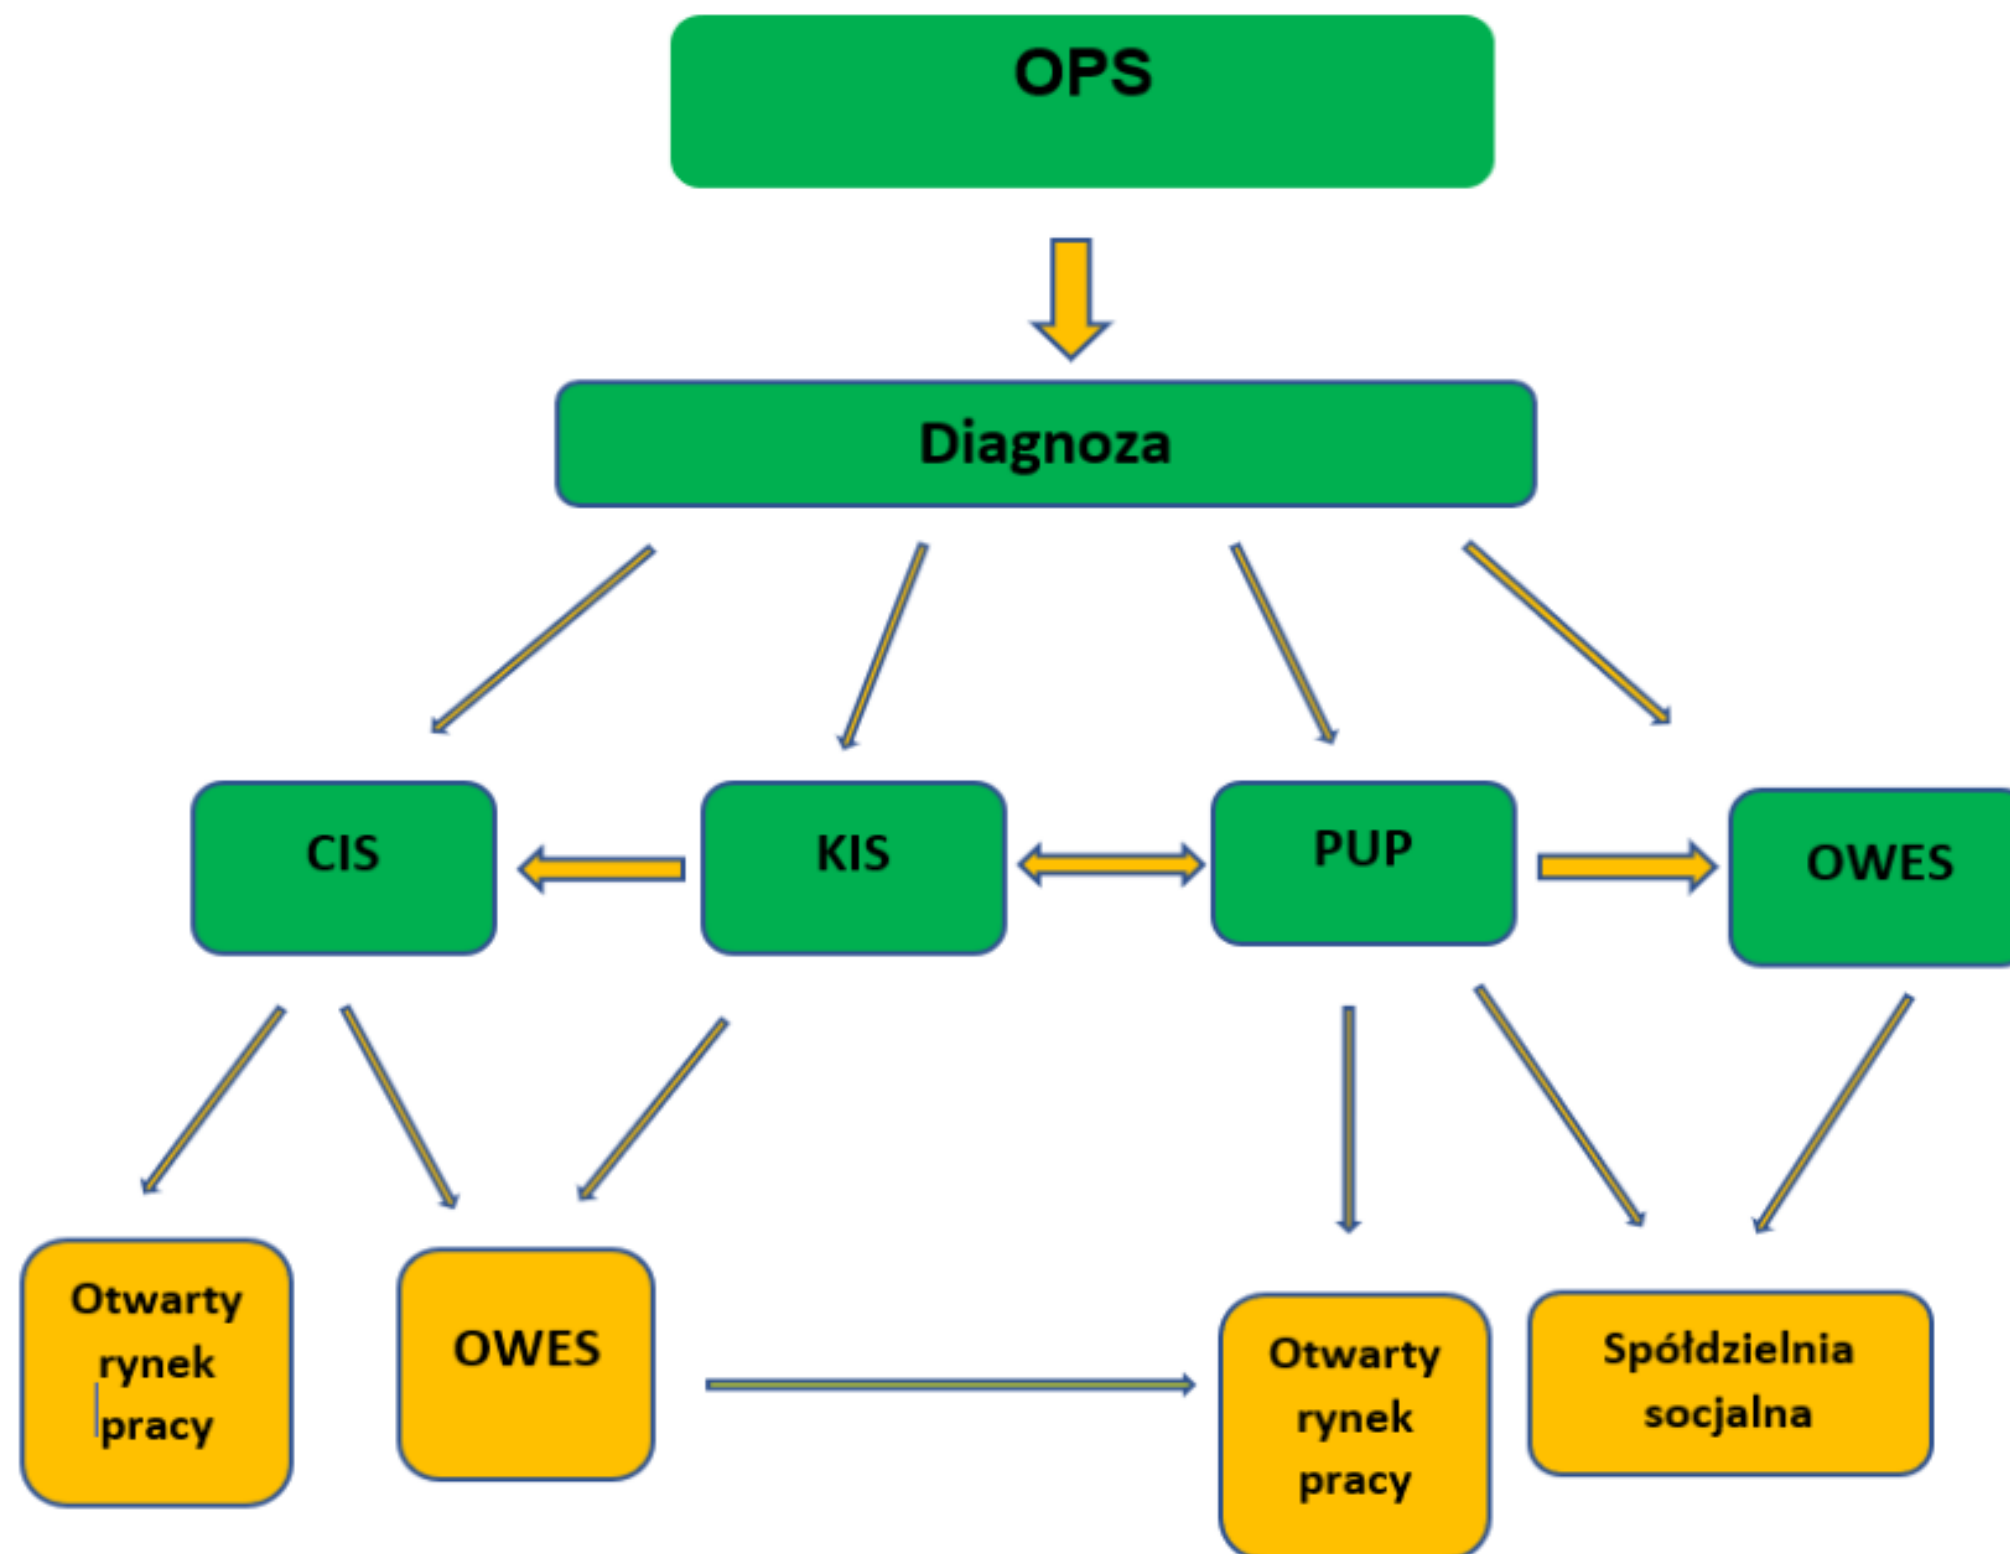 OPS
Diagnoza
CIS
KIS
PUP
OWES
Otwarty
rynek
pracy
OWES
Otwarty
rynek
pracy
Spółdzielnia
socjalna